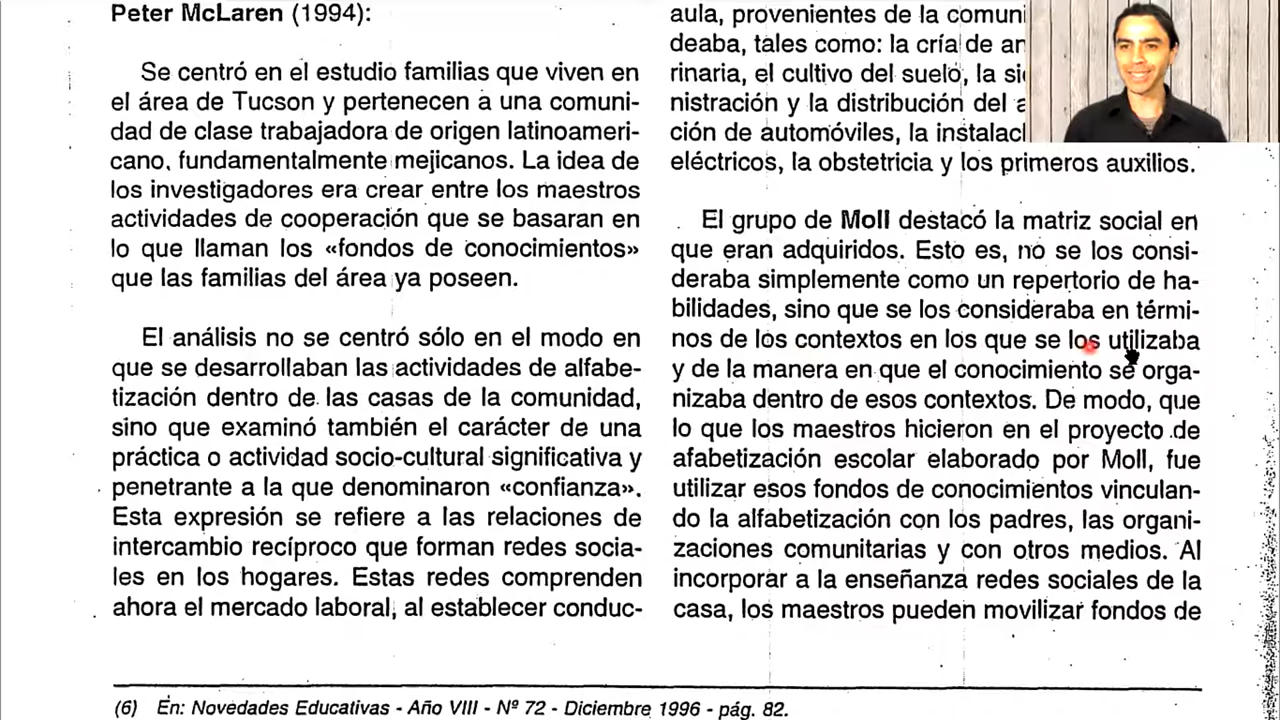 Peter McLaren (1994):
Se centró en el estudio familias que viven en
el área de Tucson y pertenecen a una comuni-
dad de clase trabajadora de origen latinoameri-
cano, fundamentalmente mejicanos. La idea de
los investigadores era crear entre los maestros
actividades de cooperación que se basaran en
lo que llaman los «fondos de conocimientos»
que las familias del área ya poseen.
El análisis no se centró sólo en el modo en
que se desarrollaban las actividades de alfabe-
tización dentro de las casas de la comunidad,
sino que examinó también el carácter de una
práctica o actividad socio-cultural significativa y
penetrante a la que denominaron «confianza».
Esta expresión se refiere a las relaciones de
intercambio recíproco que forman redes socia-
les en los hogares. Estas redes comprenden
ahora el mercado laboral, al establecer conduc-
aula, provenientes de la comuni
deaba, tales como: la cría de
rinaria, el cultivo del suelo, la
nistración y la distribución del
ción de automóviles, la
eléctricos, la obstetricia y los primeros auxilios.
El grupo de Moll destacó la matriz social en
que eran adquiridos. Esto es, no se los consi-
deraba simplemente como un repertorio de ha-
bilidades, sino que se los consideraba en térmi-
nos de los contextos en los que se los utilizaba
y de la manera en que el conocimiento se orga-
nizaba dentro de esos contextos. De modo, que
lo que los maestros hicieron en el proyecto de
afabetización escolar elaborado por Moll, fue
utilizar esos fondos de conocimientos vinculan-
do la alfabetización con los padres, las organi-
zaciones comunitarias y con otros medios. Al
incorporar a la enseñanza redes sociales de la
casa, los maestros pueden movilizar fondos de
(6) En: Novedades Educativas - Año VIII - Nº 72 - Diciembre 1996 - pág. 82.